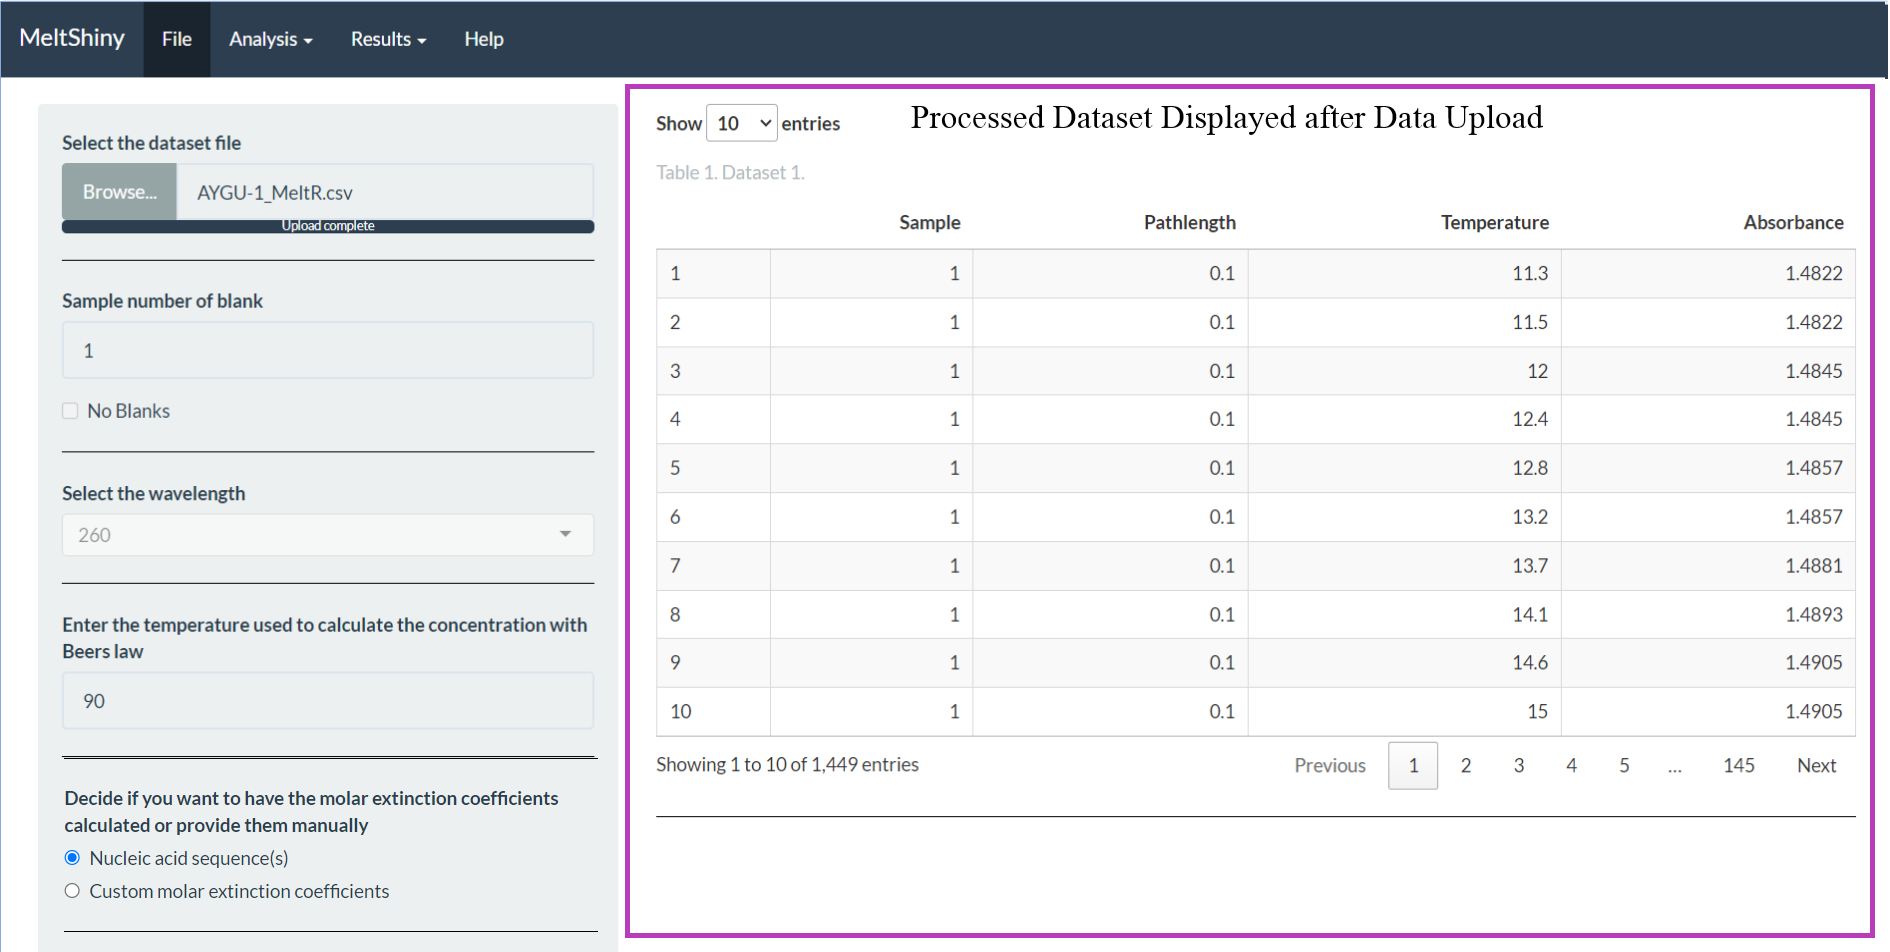 MeltShiny File Analysis Results Help
Select the dataset file
Browse... AYGU-1_MeltR.csv
Upload complete
Sample number of blank
1
No Blanks
Select the wavelength
260
Enter the temperature used to calculate the concentration with
Beers law
90
Decide if you want to have the molar extinction coefficients
calculated or provide them manually
Nucleic acid sequence(s)
Custom molar extinction coefficients
Processed Dataset Displayed after Data Upload
Show 10 entries
Table 1. Dataset 1.
Sample Pathlength Temperature Absorbance
1 1 0.1 11.3 1.4822
2 1 0.1 11.5 1.4822
3 1 0.1 12 1.4845
4 1 0.1 12.4 1.4845
5 1 0.1 12.8 1.4857
6 1 0.1 13.2 1.4857
7 1 0.1 13.7 1.4881
8 1 0.1 14.1 1.4893
9 1 0.1 14.6 1.4905
10 1 0.1 15 1.4905
Showing 1 to 10 of 1,449 entries Previous 1 2 3 4 5 ... 145 Next